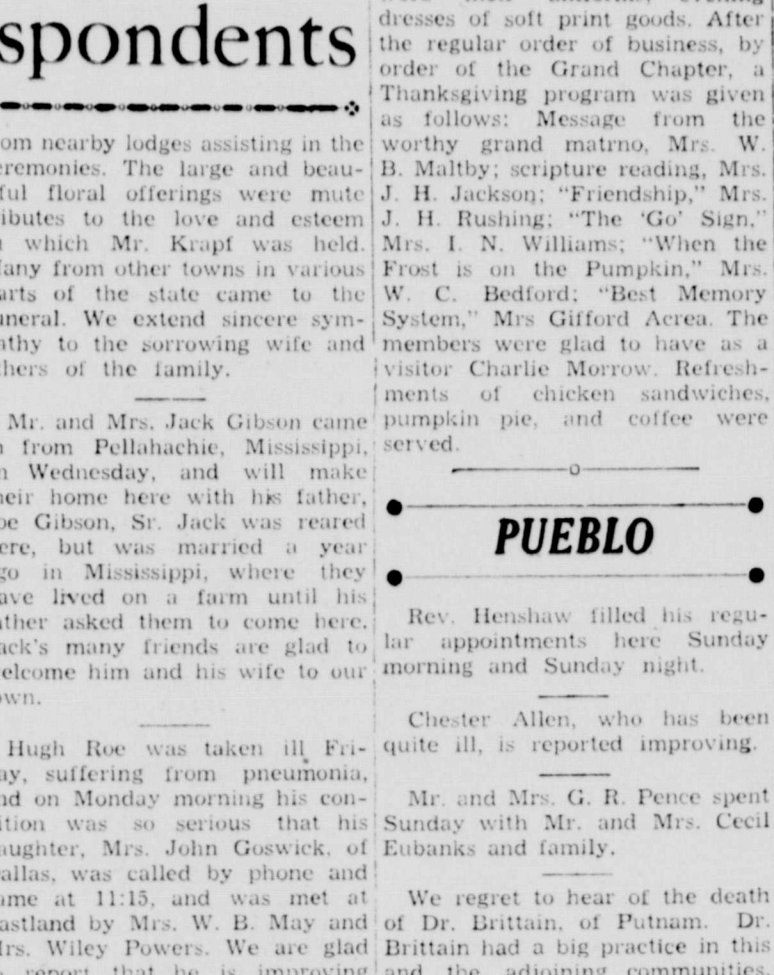 spondents
om nearby lodges assisting in the
eremonies. The large and beau-
ful floral offerings were mute
ibutes to the love and esteem
which Mr. Krapf was held.
any from other towns in various
arts of the state came to the
uneral. We extend sincere sym-
athy to the sorrowing wife and
hers of the family.
Mr. and Mrs. Jack Gibson came
from Pellahachie, Mississippi,
n Wednesday, and will make
heir home here with his father,
oe Gibson, Sr. Jack was reared
ere, but was married a year
go in Mississippi, where they
ave lived on a farm until his
ather asked them to come here.
ack's many friends are glad to
elcome him and his wife to our
own.
Hugh Roe was taken ill Fri-
ay, suffering from pneumonia,
nd on Monday morning his con-
ition was so serious that his
aughter, Mrs. John Goswick, of
allas, was called by phone and
ame at 11:15, and was met at
astland by Mrs. W. B. May and
Mrs. Wiley Powers. We are glad
report that he is improving
dresses of soft print goods. After
the regular order of business, by
order of the Grand Chapter, a
Thanksgiving program was given
as follows: Message from the
worthy grand matrno, Mrs. W.
B. Maltby; scripture reading, Mrs.
J. H. Jackson; "Friendship," Mrs.
J. H. Rushing; "The 'Go' Sign,"
Mrs. I. N. Williams; "When the
Frost is on the Pumpkin," Mrs.
W. C. Bedford; "Best Memory
System," Mrs Gifford Acrea. The
members were glad to have as a
visitor Charlie Morrow. Refresh-
ments of chicken sandwiches,
pumpkin pie, and coffee were
served.
PUEBLO
Rev. Henshaw filled his regu-
lar appointments here Sunday
morning and Sunday night.
Chester Allen, who has been
quite ill, is reported improving.
Mr. and Mrs. G. R. Pence spent
Sunday with Mr. and Mrs. Cecil
Eubanks and family.
We regret to hear of the death
of Dr. Brittain, of Putnam. Dr.
Brittain had a big practice in this
and the adjoining communities